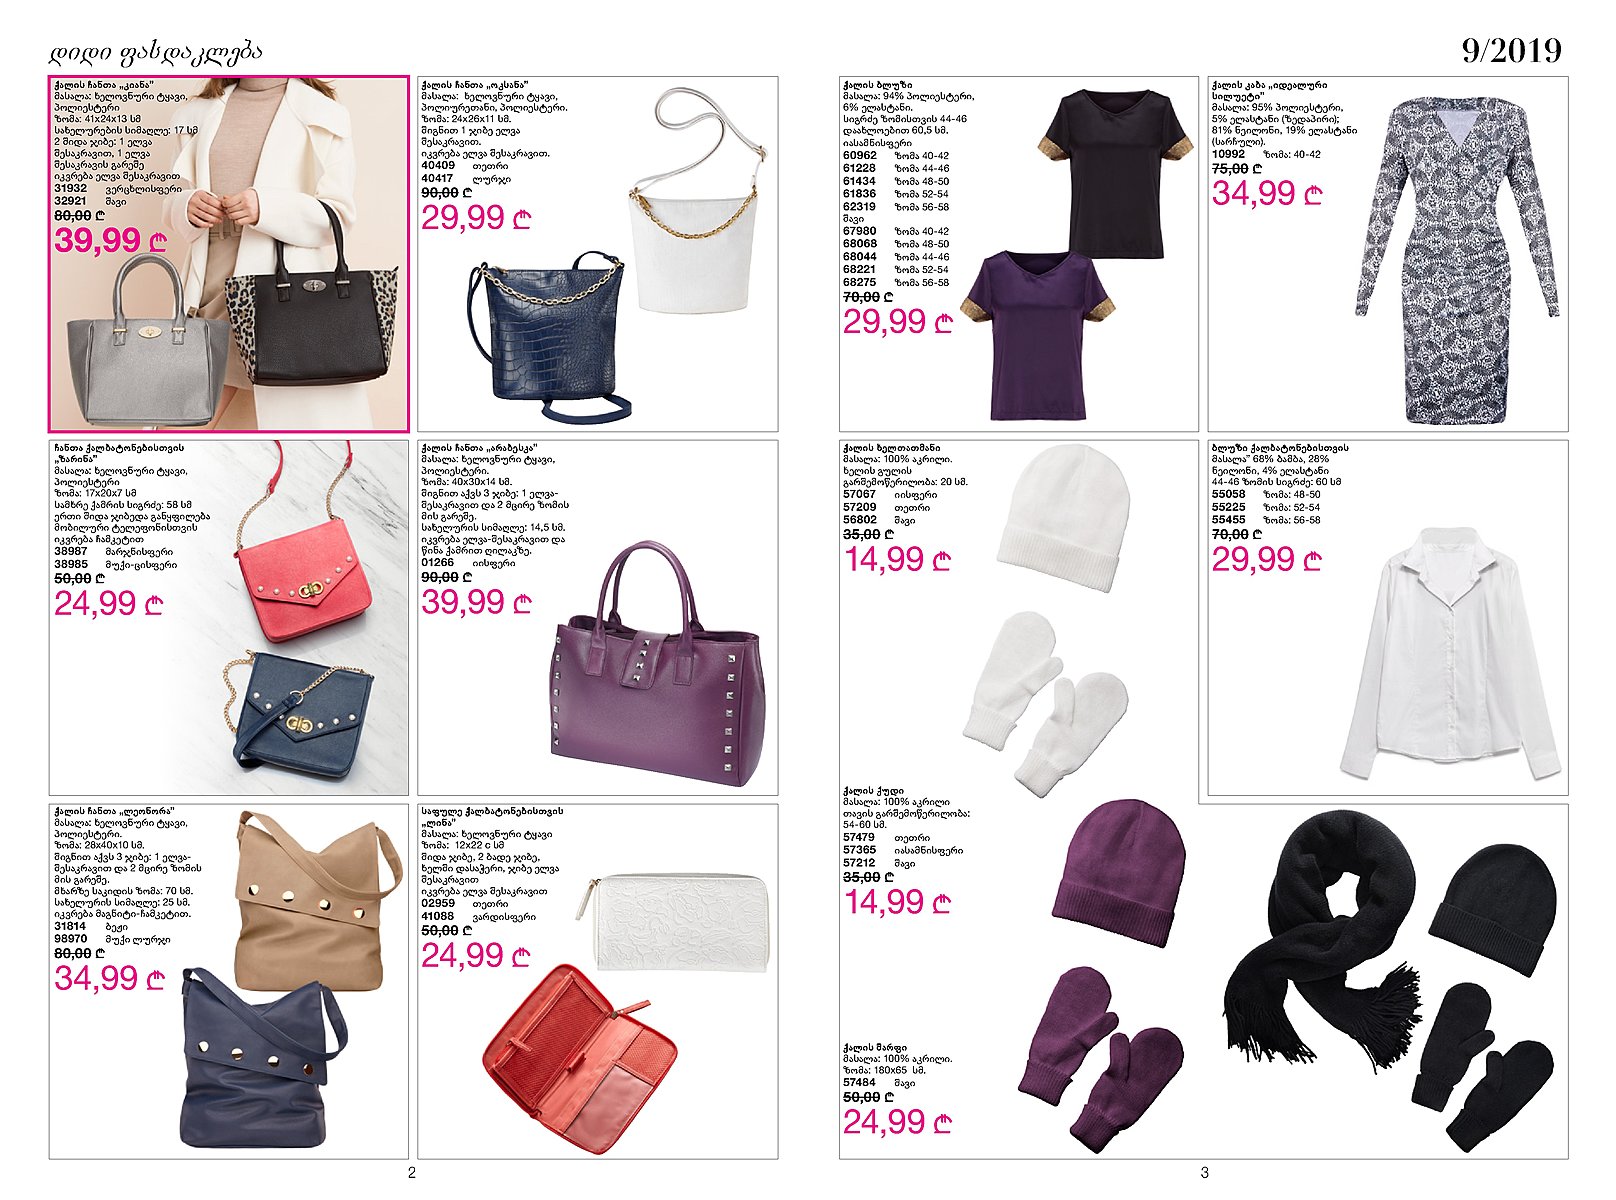 დიდი ფასდაკლება
9/2019
ქალის ჩანთა „კიანა”
მასალა: ხელოვნური ტყავი,
პოლიესტერი
ზომა: 41x24x13 სმ
სახელურების სიმაღლე: 17 სმ
2 შიდა ჯიბე: 1 ელვა
შესაკრავით, 1 ელვა
შესაკრავის გარეშე
იკვრება ელვა შესაკრავით
31932 ვერცხლისფერი
32921 შავი
80,00 ₾
39,99 ₾
ქალის ჩანთა „ოკსანა”
მასალა: ხელოვნური ტყავი,
პოლიურეთანი, პოლიესტერი.
ზომა: 24x26x11 სმ.
შიგნით 1 ჯიბე ელვა
შესაკრავით.
იკვრება ელვა შესაკრავით.
40409 თეთრი
40417 ლურჯი
90,00 ₾
29,99 ₾
ჩანთა ქალბატონებისთვის
„ზარინა”
მასალა: ხელოვნური ტყავი,
პოლიესტერი
ზომა: 17x20x7 სმ
სამხრე ქამრის სიგრძე: 58 სმ
ერთი შიდა ჯიბედა განყფილება
მობილური ტელეფონისთვის
იკვრება ჩამკეტით
38987 მარჯნისფერი
38985 მუქი-ცისფერი
50,00 ₾
24,99 ₾
ქალის ჩანთა „არაბესკა”
მასალა: ხელოვნური ტყავი,
პოლიესტერი.
ზომა: 40x30x14 სმ.
შიგნით აქვს 3 ჯიბე: 1 ელვა-
შესაკრავით და 2 მცირე ზომის
მის გარეშე.
სახელურის სიმაღლე: 14,5 სმ.
იკვრება ელვა-შესაკრავით და
წინა ქამრით ღილაკზე.
01266 იისფერი
90,00 ₾
39,99 ₾
ქალის ჩანთა „ლეონორა”
მასალა: ხელოვნური ტყავი,
პოლიესტერი.
ზომა: 28x40x10 სმ.
შიგნით აქვს 3 ჯიბე: 1 ელვა-
შესაკრავით და 2 მცირე ზომის
მის გარეშე.
მხარზე საკიდის ზომა: 70 სმ.
სახელურის სიმაღლე: 25 სმ.
იკვრება მაგნიტი-ჩამკეტით.
31814 ბეჟი
98970 მუქი ლურჯი
80,00 ₾
34,99 ₾
საფულე ქალბატონებისთვის
„ლინა”
მასალა: ხელოვნური ტყავი
ზომა: 12x22 c სმ
შიდა ჯიბე, 2 ბადე ჯიბე,
ხელში დასაჭერი, ჯიბე ელვა
შესაკრავით
იკვრება ელვა შესაკრავით
02959 თეთრი
41088 ვარდისფერი
50,00 ₾
24,99 ₾
2
ქალის ბლუზი
მასალა: 94% პოლიესტერი,
6% ელასტანი.
სიგრძე ზომისთვის 44-46
დაახლოებით 60,5 სმ.
იასამნისფერი
60962 ზომა 40-42
61228 ზომა 44-46
61434 ზომა 48-50
61836 ზომა 52-54
62319 ზომა 56-58
შავი
67980 ზომა 40-42
68068 ზომა 48-50
68044 ზომა 44-46
68221 ზომა 52-54
68275 ზომა 56-58
70,00 ₾
29,99 ₾
ქალის კაბა „იდეალური
სილუეტი”
მასალა: 95% პოლიესტერი,
5% ელასტანი (ზედაპირი);
81% ნეილონი, 19% ელასტანი
(სარჩული).
10992 ზომა: 40-42
75,00 ₾
34,99 ₾
ქალის ხელთათმანი
მასალა: 100% აკრილი.
ხელის გულის
გარშემოწერილობა: 20 სმ.
57067 იისფერი
57209 თეთრი
56802 შავი
35,00 ₾
14,99 ₾
ბლუზი ქალბატონებისთვის
მასალა” 68% ბამბა, 28%
ნეილონი, 4% ელასტანი
44-46 ზომის სიგრძე: 60 სმ
55058 ზომა: 48-50
55225 ზომა: 52-54
55455 ზომა: 56-58
70,00 ₾
29,99 ₾
ქალის ქუდი
მასალა: 100% აკრილი
თავის გარშემოწერილობა:
54-60 სმ.
57479 თეთრი
57365 იასამნისფერი
57212 შავი
35,00 ₾
14,99 ₾
ქალის შარფი
მასალა: 100% აკრილი.
ზომა: 180x65 სმ.
57484 შავი
50,00 ₾
24,99 ₾
3